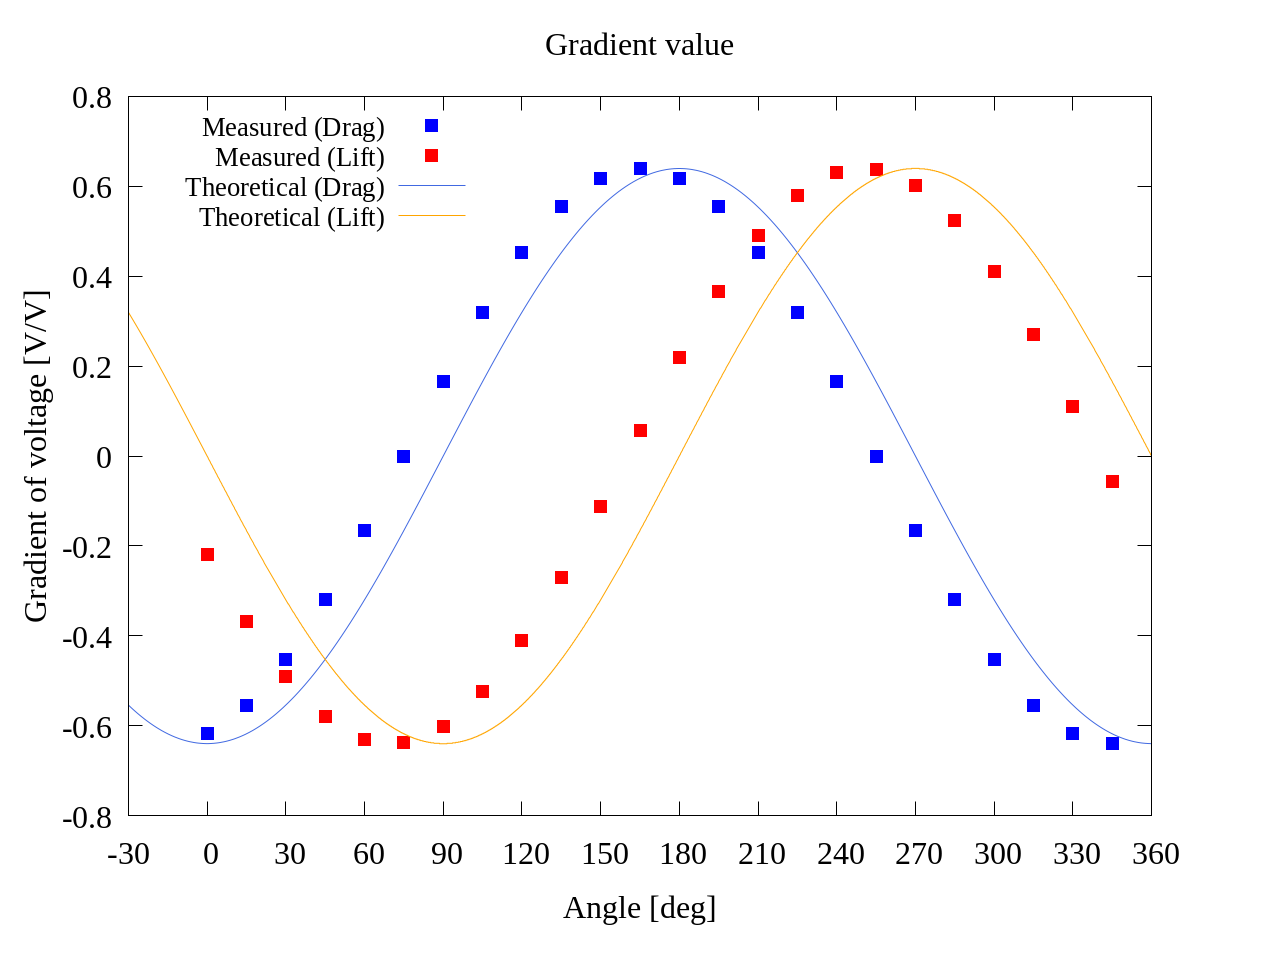 Gradient value
0.8
0.6
0.4
0.2
0
-0.2
-0.4
-0.6
-0.8
Gradient of voltage [V/V]
Measured (Drag)
Measured (Lift)
Theoretical (Drag)
Theoretical (Lift)
-30 0 30 60 90 120 150 180 210 240 270 300 330 360
Angle [deg]